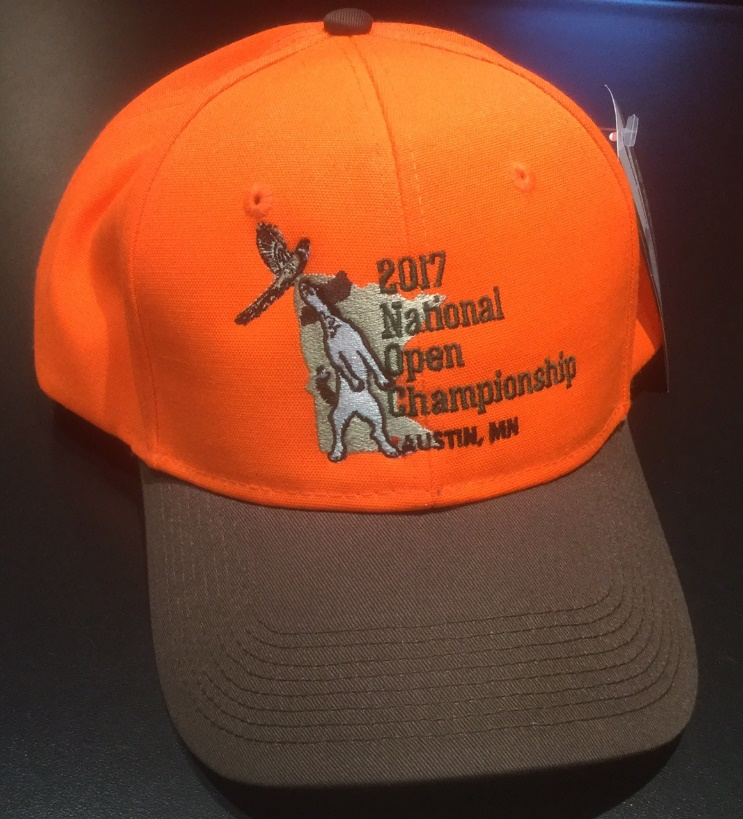 2017
National
Open
Championship
AUSTIN, MN